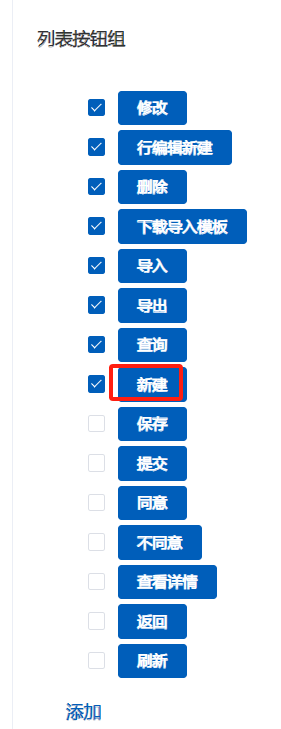 列表按钮组
修改
行编辑新建
删除
下载导入模板
导入
导出
查询
新建
保存
提交
同意
不同意
查看详情
返回
刷新
添加